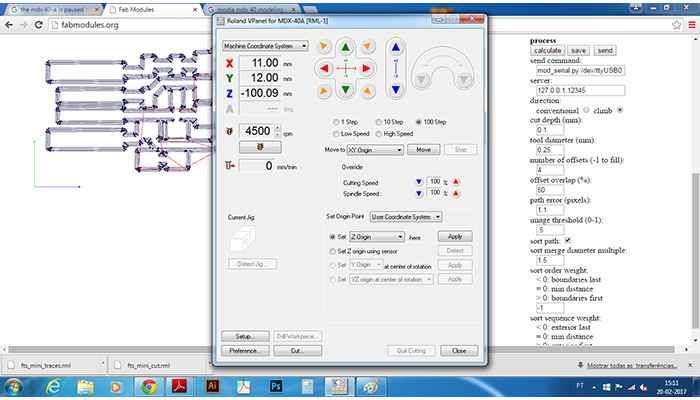 the mdx 40-a is paused c
Fab Modules
modla mdx 40 modeling
fabmodules.org
Roland VPanel for MDX-40A [RML-1]
Machine Coordinate System
X 11.00 mm
Y 12.00 mm
Z -100.09 mm
A --- deg
4500 rpm
0 mm/min
1 Step
10 Step
100 Step
Low Speed
High Speed
Move to
XY Origin
Move
Stop
Override
Cutting Speed
100 %
Spindle Speed :
100 %
Current Jig:
Detect Jig...
Set Origin Point
User Coordinate System
Set
Z Origin
here
Apply
Set Z origin using sensor
Detect
Set
Y Origin
at center of rotation
Apply
Set
YZ origin at center of rotation
Apply
Setup...
Drill Workpiece...
Preference...
Cut...
Quit Cutting
Close
process
calculate
save
send
send command:
mod_serial.py /dev/ttyUSB0
server:
127.0.0.1:12345
direction:
conventional
climb
cut depth (mm):
0.1
tool diameter (mm):
0.25
number of offsets (-1 to fill):
4
offset overlap (%):
50
path error (pixels):
1.1
image threshold (0-1):
.5
sort path:
sort merge diameter multiple:
1.5
sort order weight:
< 0: boundaries last
= 0: min distance
> 0: boundaries first
-1
sort sequence weight:
< 0: exterior last
= 0: min distance
fts_mini_traces.rml
fts_mini_cut.rml
Mostrar todas as transferências...
PT
15:11
20-02-2017